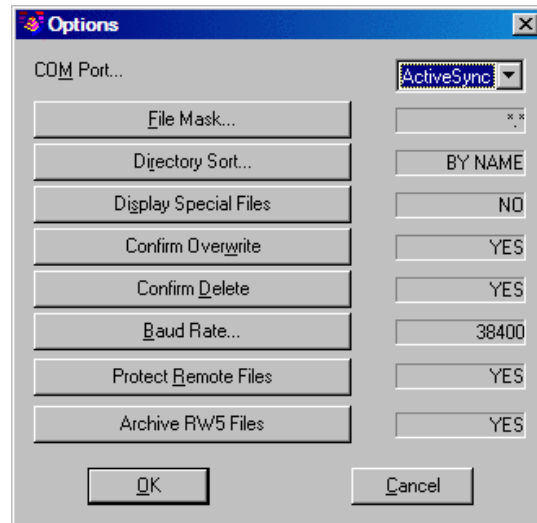 Options
COM Port... ActiveSync
File Mask... *.*
Directory Sort... BY NAME
Display Special Files NO
Confirm Overwrite YES
Confirm Delete YES
Baud Rate... 38400
Protect Remote Files YES
Archive RW5 Files YES
OK Cancel